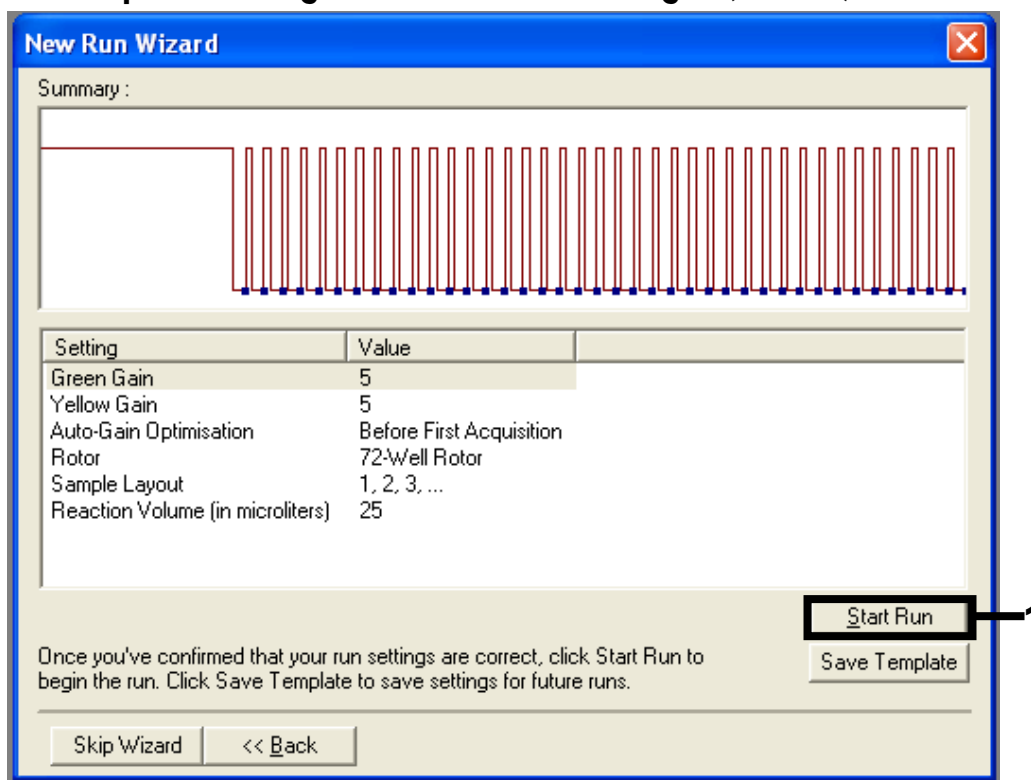 New Run Wizard
Summary :
Setting Value
Green Gain 5
Yellow Gain 5
Auto-Gain Optimisation Before First Acquisition
Rotor 72-Well Rotor
Sample Layout 1, 2, 3, ...
Reaction Volume (in microliters) 25
Start Run
Once you've confirmed that your run settings are correct, click Start Run to
begin the run. Click Save Template to save settings for future runs.
Save Template
Skip Wizard << Back